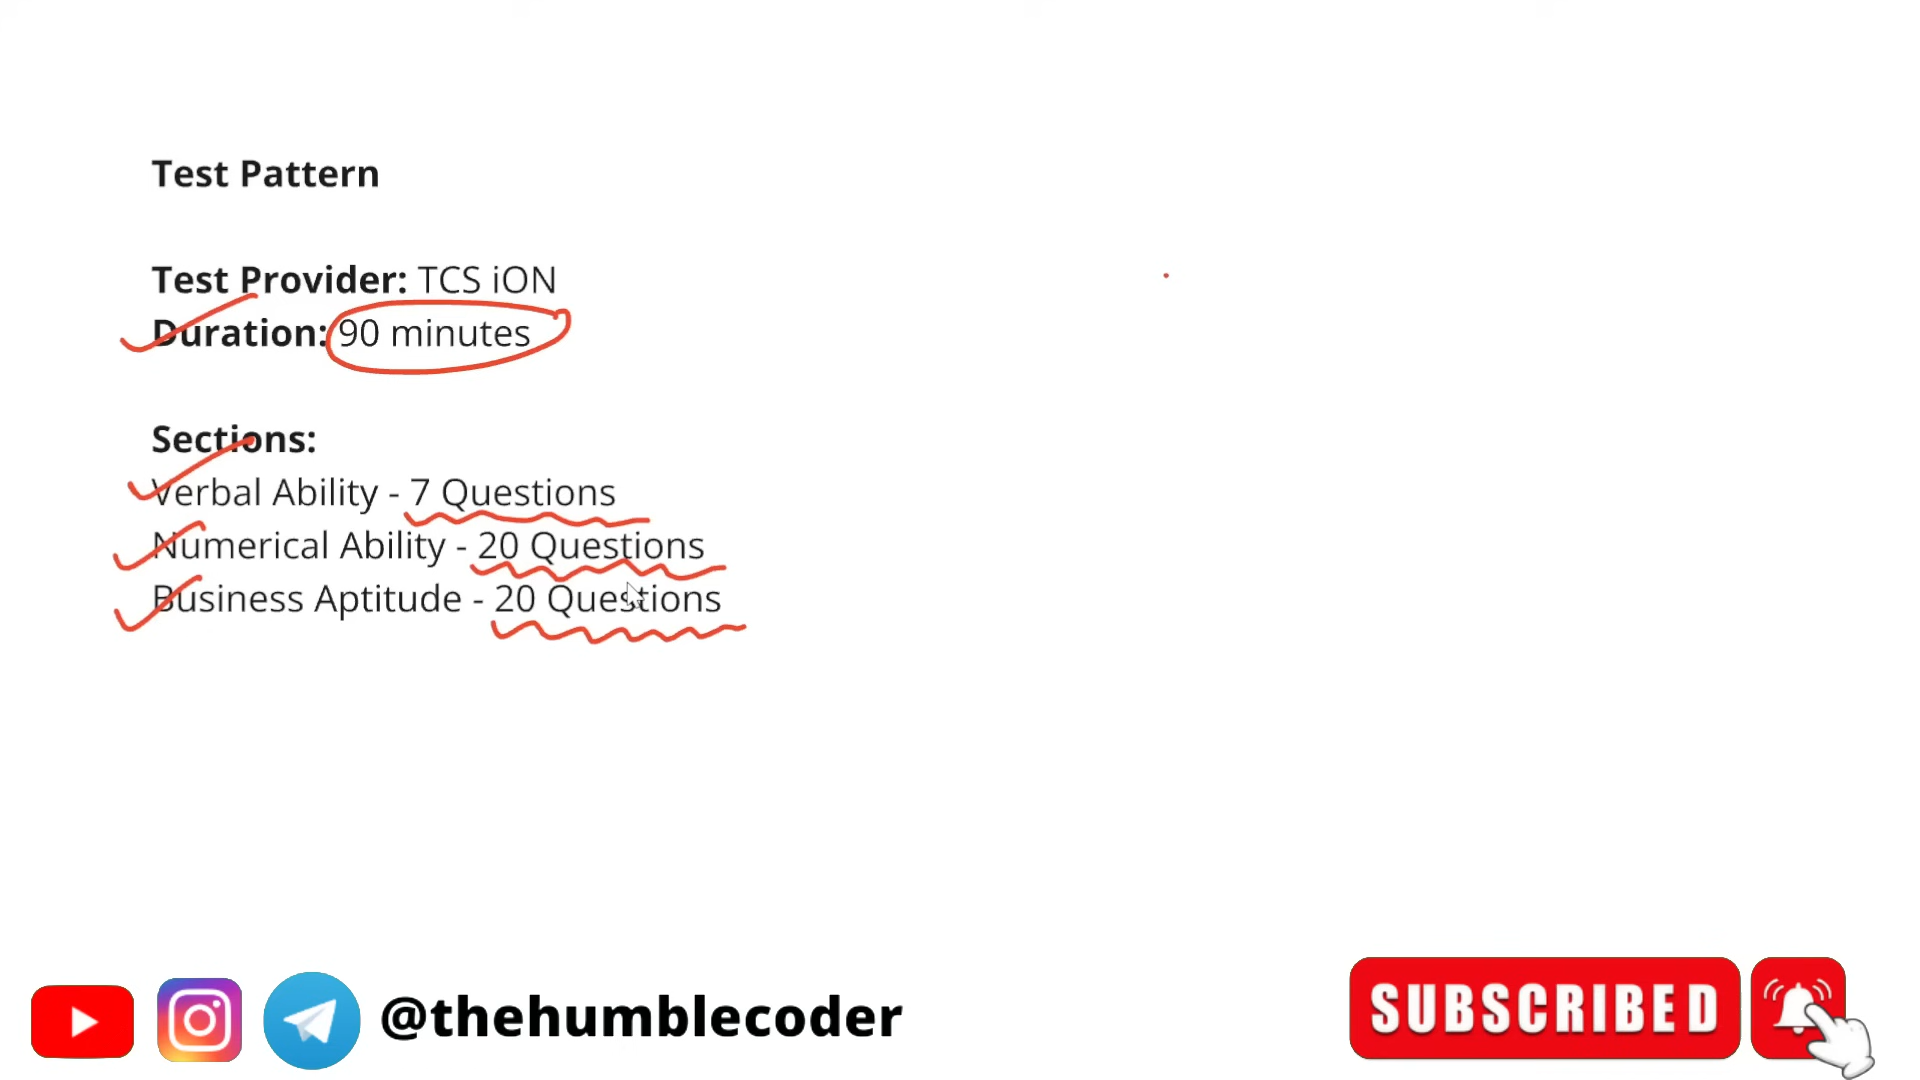 Test Pattern
Test Provider: TCS iON
Duration: 90 minutes
Sections:
Verbal Ability - 7 Questions
Numerical Ability - 20 Questions
Business Aptitude - 20 Questions
@thehumblecoder
SUBSCRIBED